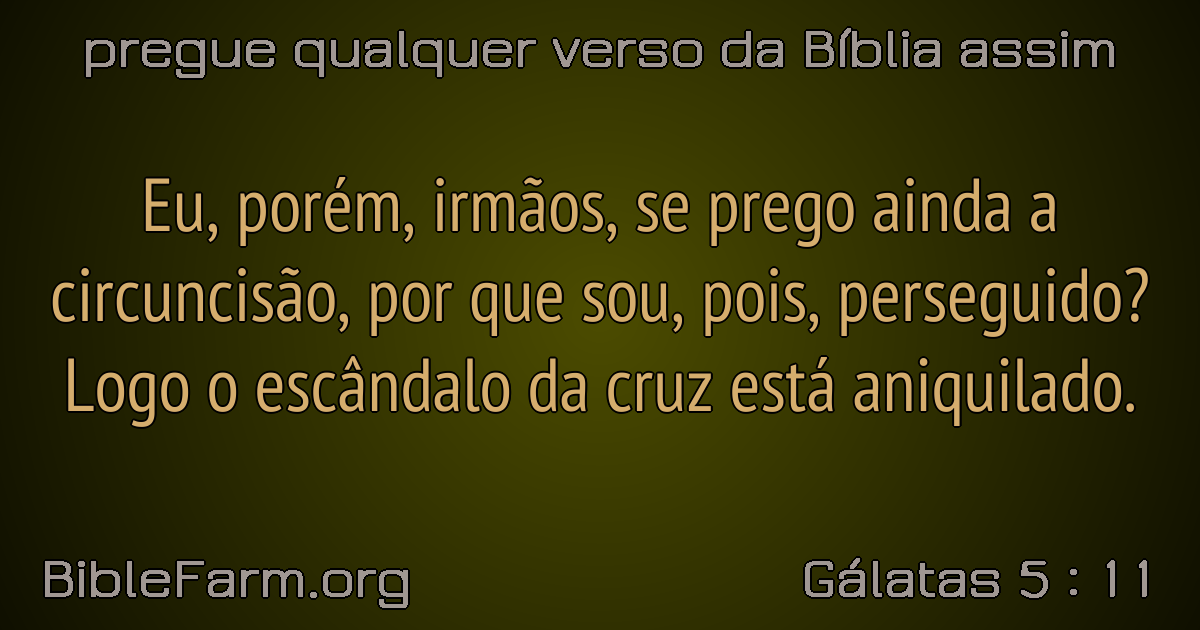 pregue qualquer verso da Bíblia assim
Eu, porém, irmãos, se prego ainda a
circuncisão, por que sou, pois, perseguido?
Logo o escândalo da cruz está aniquilado.
BibleFarm.org
Gálatas 5 : 11